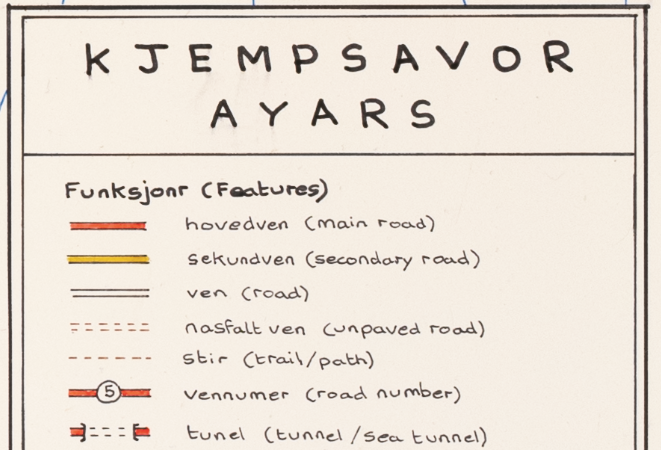 KJEMPSAVOR
AYARS
Funksjonr (Features)
hovedven (main road)
sekundven (secondary road)
ven (road)
nasfalt ven (unpaved road)
stir (trail/path)
5 vennumer (road number)
tunel (tunnel/sea tunnel)